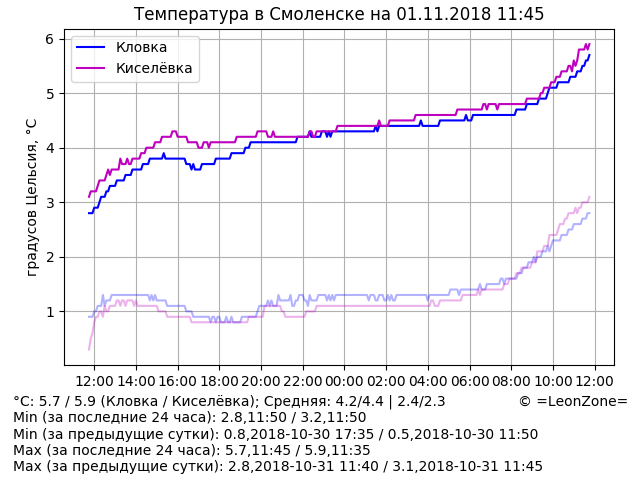 Температура в Смоленске на 01.11.2018 11:45
Кловка
Киселёвка
градусов Цельсия, °C
6
5
4
3
2
1
12:00 14:00 16:00 18:00 20:00 22:00 00:00 02:00 04:00 06:00 08:00 10:00 12:00
°C: 5.7 / 5.9 (Кловка / Киселёвка); Средняя: 4.2/4.4 | 2.4/2.3 © =LeonZone=
Min (за последние 24 часа): 2.8,11:50 / 3.2,11:50
Min (за предыдущие сутки): 0.8,2018-10-30 17:35 / 0.5,2018-10-30 11:50
Max (за последние 24 часа): 5.7,11:45 / 5.9,11:35
Max (за предыдущие сутки): 2.8,2018-10-31 11:40 / 3.1,2018-10-31 11:45